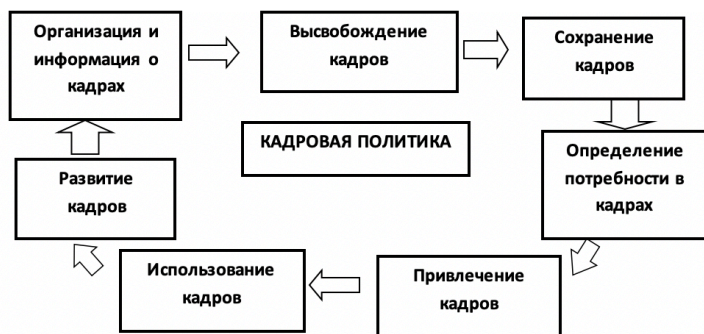 Организация и
информация о
кадрах
Высвобождение
кадров
Сохранение
кадров
КАДРОВАЯ ПОЛИТИКА
Определение
потребности в
кадрах
Развитие
кадров
Использование
кадров
Привлечение
кадров